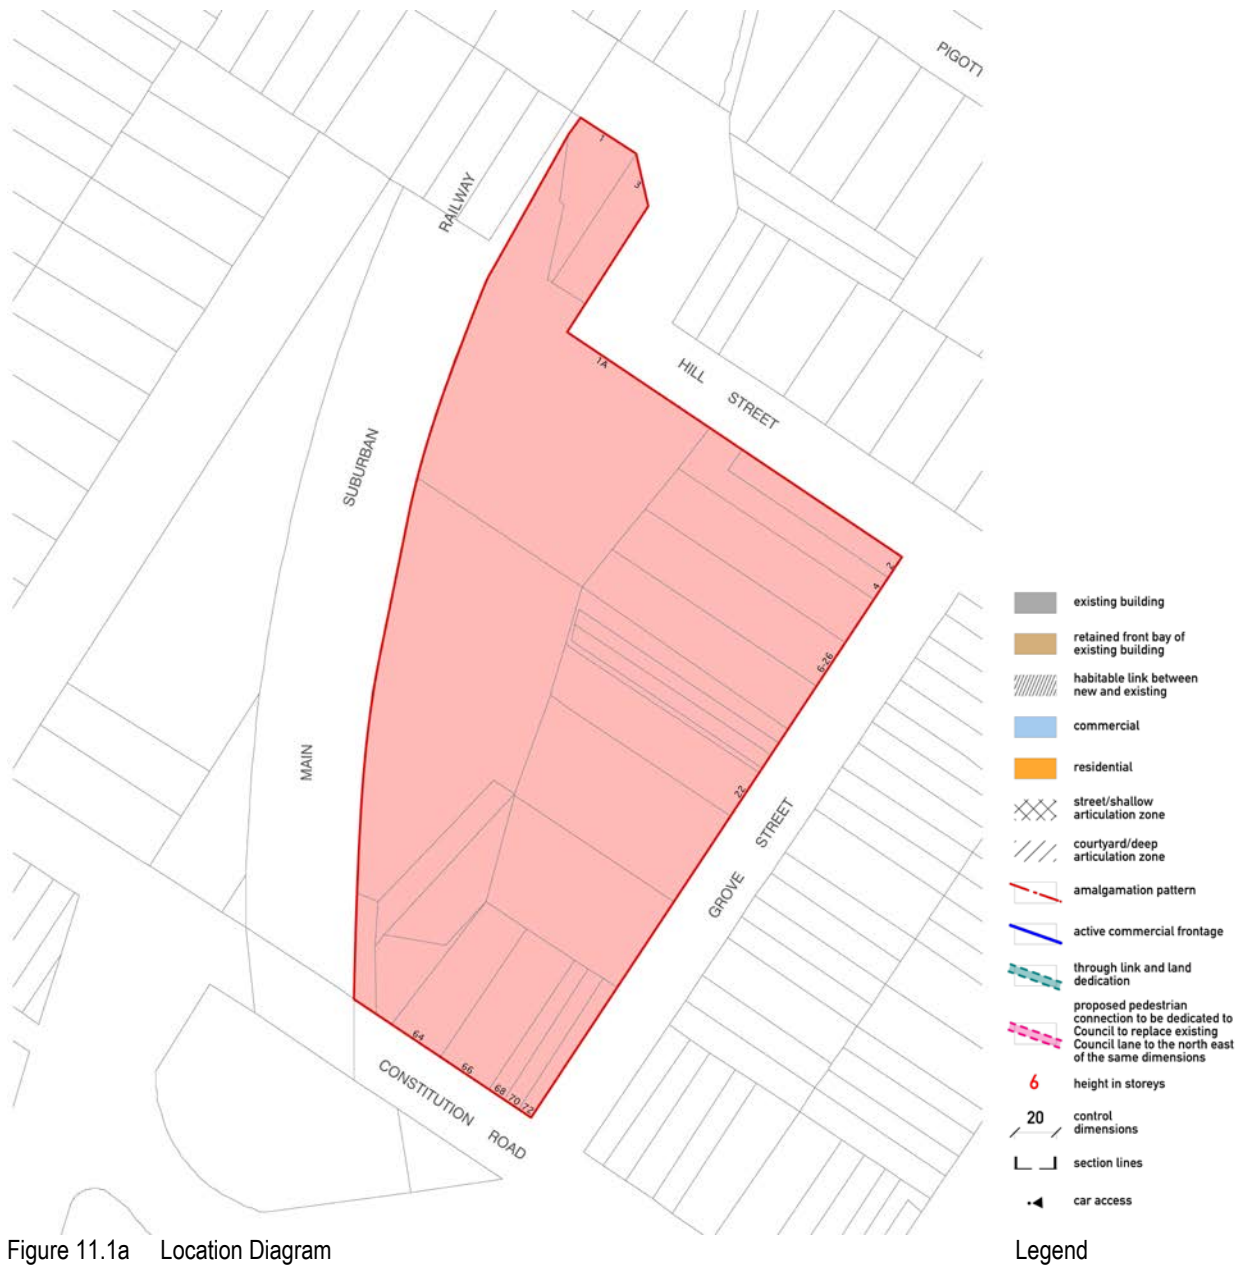 PIGOTT
1
3
RAILWAY
1A
HILL STREET
SUBURBAN
2
4
6-26
22
MAIN
GROVE STREET
64
66
68
70
72
CONSTITUTION ROAD
existing building
retained front bay of
existing building
habitable link between
new and existing
commercial
residential
street/shallow
articulation zone
courtyard/deep
articulation zone
amalgamation pattern
active commercial frontage
through link and land
dedication
proposed pedestrian
connection to be dedicated to
Council to replace existing
Council lane to the north east
of the same dimensions
6 height in storeys
20 control
dimensions
section lines
car access
Figure 11.1a Location Diagram
Legend